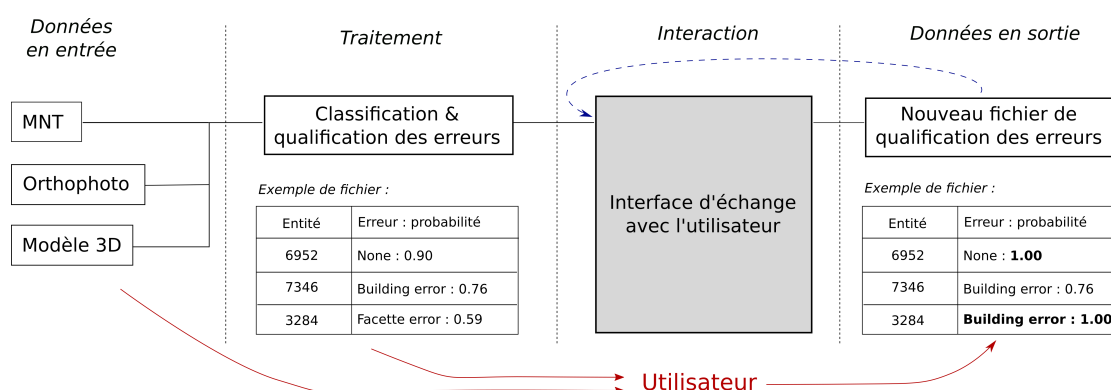 Données
en entrée
Traitement
Interaction
Données en sortie
MNT
Orthophoto
Modèle 3D
Classification &
qualification des erreurs
Exemple de fichier :
Entité Erreur : probabilité
6952 None : 0.90
7346 Building error : 0.76
3284 Facette error : 0.59
Interface d'échange
avec l'utilisateur
Nouveau fichier de
qualification des erreurs
Exemple de fichier :
Entité Erreur : probabilité
6952 None : 1.00
7346 Building error : 0.76
3284 Building error : 1.00
Utilisateur